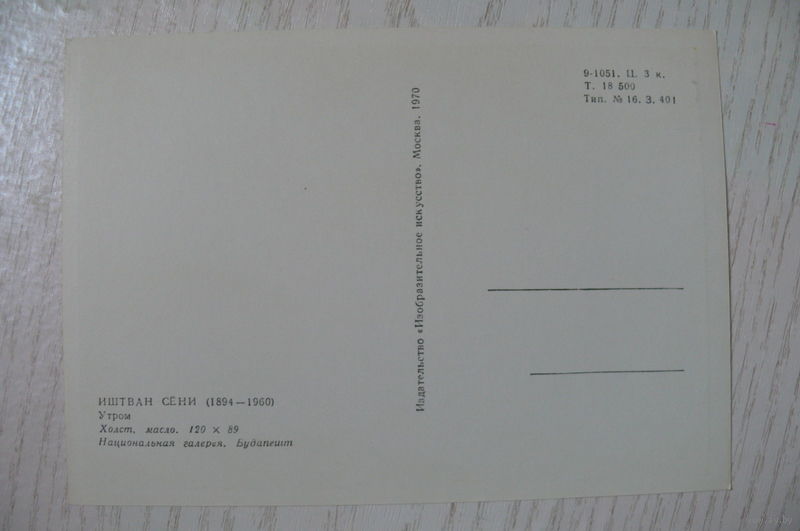 9-1051. Ц. 3 к.
Т. 18 500
Тип. № 16. З. 401
Издательство «Изобразительное искусство». Москва. 1970
ИШТВАН СЁНИ (1894—1960)
Утром
Холст, масло. 120 × 89
Национальная галерея. Будапешт